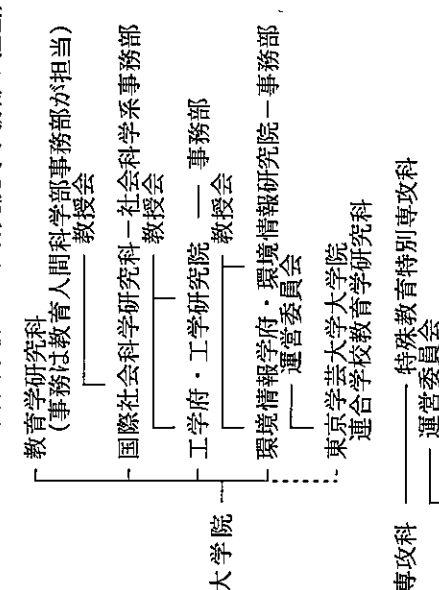 教育学研究科
(事務は教育人間科学部事務部が担当)
教授会
国際社会科学研究科－社会科学系事務部
教授会
工学府・工学研究院 ── 事務部
教授会
環境情報学府・環境情報研究院－事務部
運営委員会
東京学芸大学大学院
連合学校教育学研究科
大学院
専攻科 ── 特殊教育特別専攻科
運営委員会